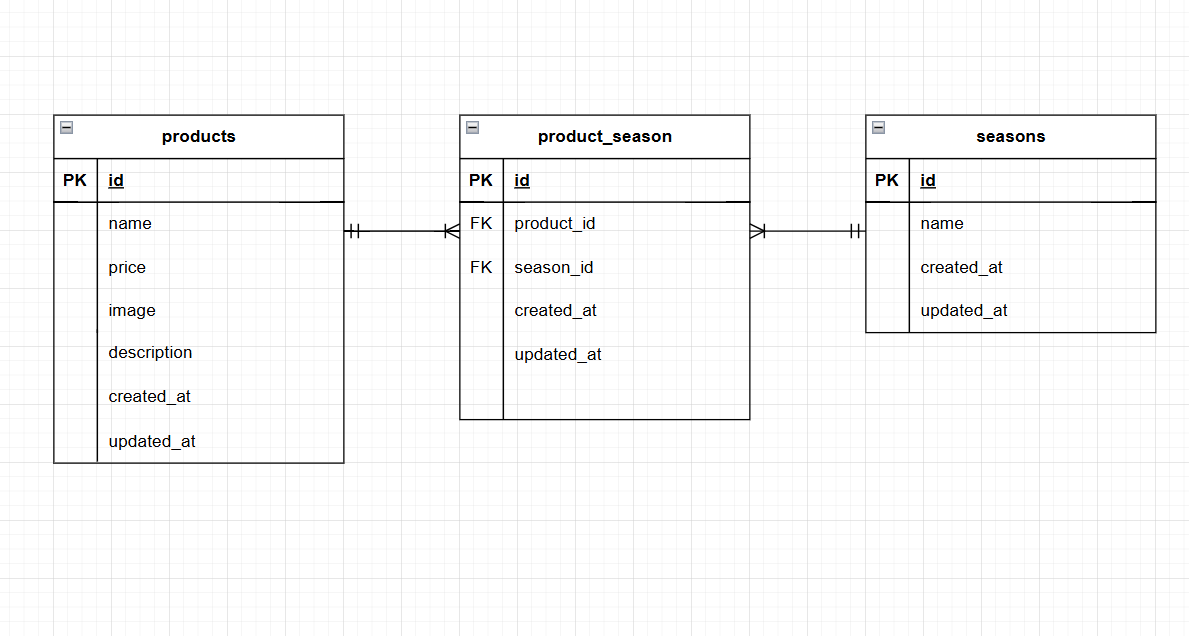 products
PK id
name
price
image
description
created_at
updated_at
product_season
PK id
FK product_id
FK season_id
created_at
updated_at
seasons
PK id
name
created_at
updated_at